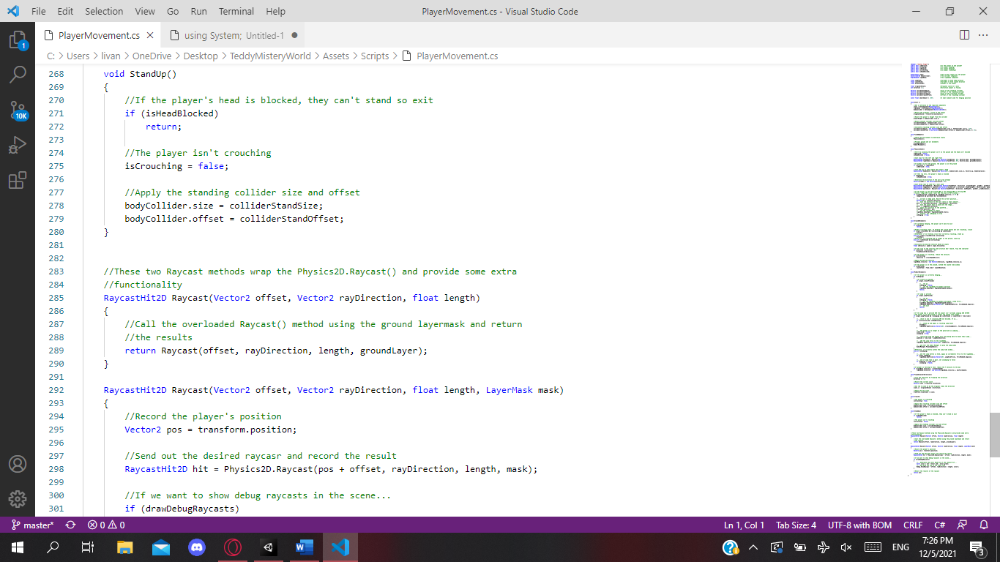 File Edit Selection View Go Run Terminal Help PlayerMovement.cs - Visual Studio Code
PlayerMovement.cs using System; Untitled-1
C: > Users > livan > OneDrive > Desktop > TeddyMisteryWorld > Assets > Scripts > PlayerMovement.cs
1
10K
268 void StandUp()
269 {
270 //If the player's head is blocked, they can't stand so exit
271 if (isHeadBlocked)
272 return;
273
274 //The player isn't crouching
275 isCrouching = false;
276
277 //Apply the standing collider size and offset
278 bodyCollider.size = colliderStandSize;
279 bodyCollider.offset = colliderStandOffset;
280 }
281
282
283 //These two Raycast methods wrap the Physics2D.Raycast() and provide some extra
284 //functionality
285 RaycastHit2D Raycast(Vector2 offset, Vector2 rayDirection, float length)
286 {
287 //Call the overloaded Raycast() method using the ground layermask and return
288 //the results
289 return Raycast(offset, rayDirection, length, groundLayer);
290 }
291
292 RaycastHit2D Raycast(Vector2 offset, Vector2 rayDirection, float length, LayerMask mask)
293 {
294 //Record the player's position
295 Vector2 pos = transform.position;
296
297 //Send out the desired raycasr and record the result
298 RaycastHit2D hit = Physics2D.Raycast(pos + offset, rayDirection, length, mask);
299
300 //If we want to show debug raycasts in the scene...
301 if (drawDebugRaycasts)
master* 0 0 Ln 1, Col 1 Tab Size: 4 UTF-8 with BOM CRLF C#
ENG 7:26 PM
12/5/2021
3